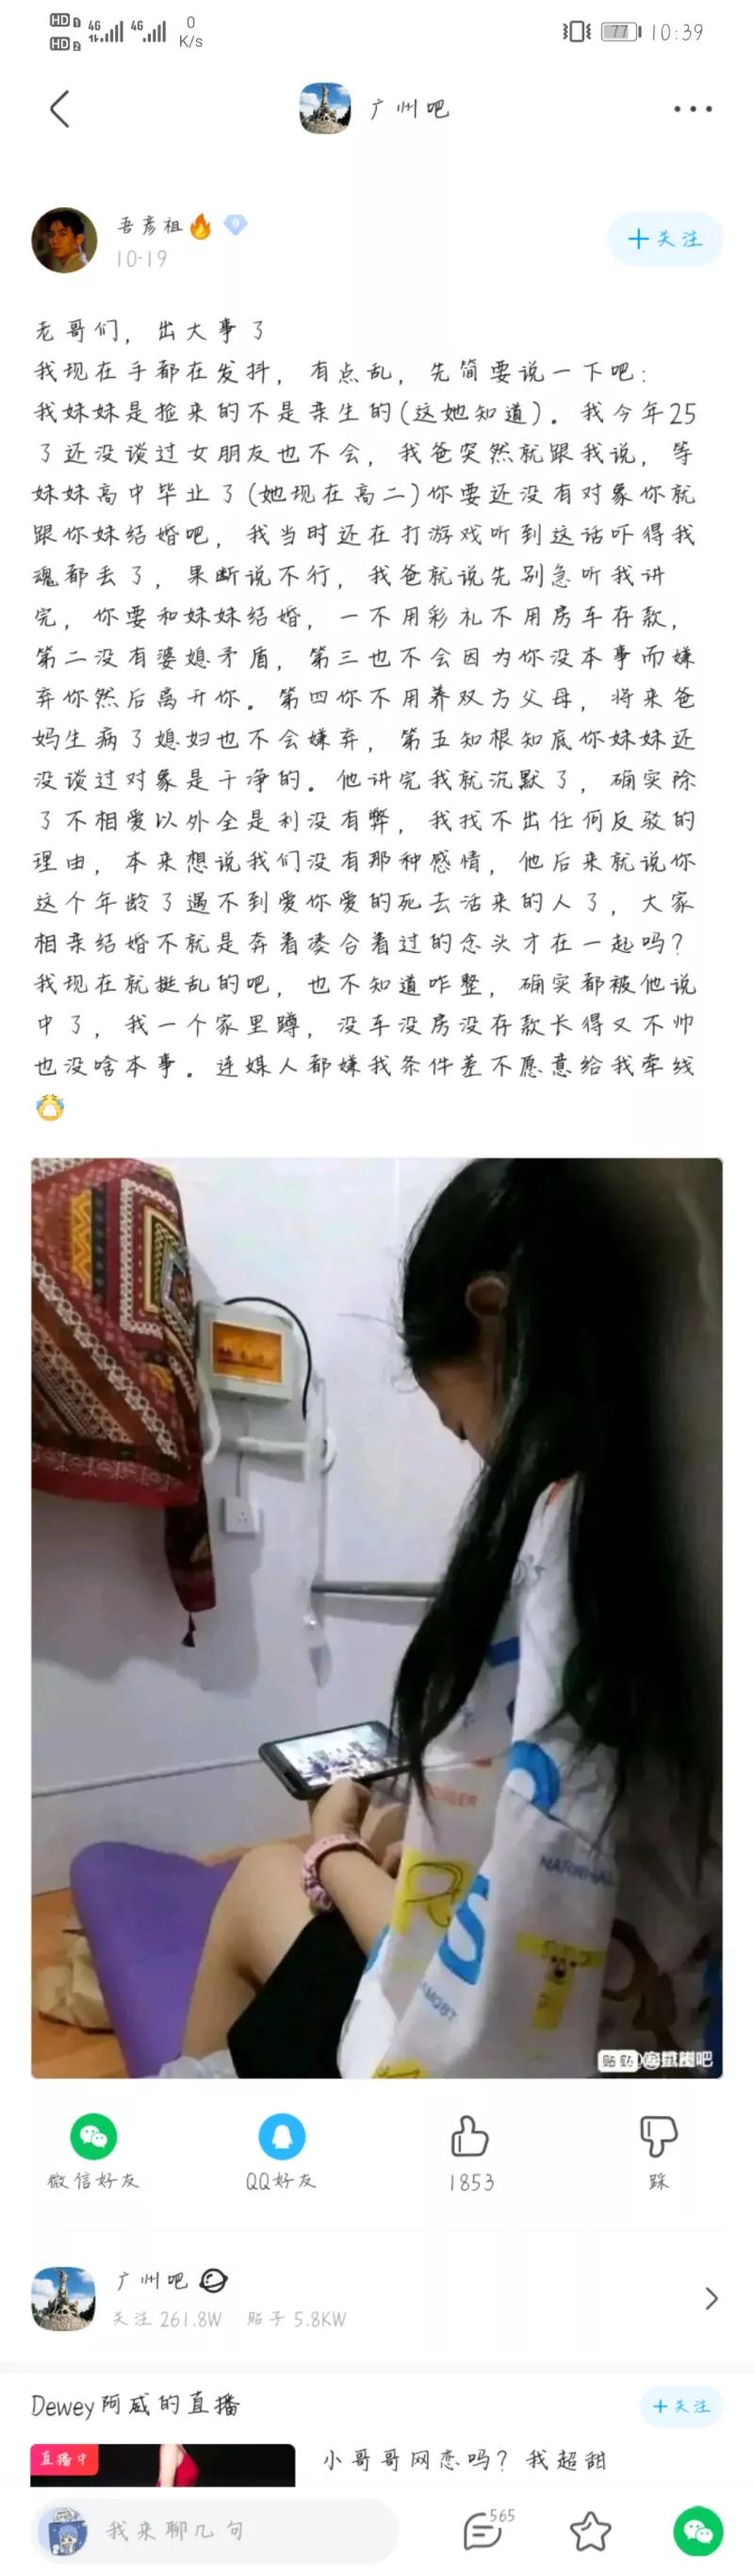 HD 1 4G 4G 0
HD 2 K/s
77 10:39
广州吧
吾彦祖 9
10-19
+关注
老哥们，出大事了
我现在手都在发抖，有点乱，先简要说一下吧：
我妹妹是捡来的不是亲生的(这她知道)。我今年25
了还没谈过女朋友也不会，我爸突然就跟我说，等
妹妹高中毕业了(她现在高二)你要还没有对象你就
跟你妹结婚吧，我当时还在打游戏听到这话吓得我
魂都丢了，果断说不行，我爸就说先别急听我讲
完，你要和妹妹结婚，一不用彩礼不用房车存款，
第二没有婆媳矛盾，第三也不会因为你没本事而嫌
弃你然后离开你。第四你不用养双方父母，将来爸
妈生病了媳妇也不会嫌弃，第五知根知底你妹妹还
没谈过对象是干净的。他讲完我就沉默了，确实除
了不相爱以外全是利没有弊，我找不出任何反驳的
理由，本来想说我们没有那种感情，他后来就说你
这个年龄了遇不到爱你爱的死去活来的人了，大家
相亲结婚不就是奔着凑合着过的念头才在一起吗？
我现在就挺乱的吧，也不知道咋整，确实都被他说
中了，我一个家里蹲，没车没房没存款长得又不帅
也没啥本事。连媒人都嫌我条件差不愿意给我牵线
S
贴
吧
微信好友
QQ好友
1853
踩
广州吧
关注 261.8W 贴子 5.8KW
Dewey阿威的直播
+关注
直播中
小哥哥网恋吗？我超甜
我来聊几句
565